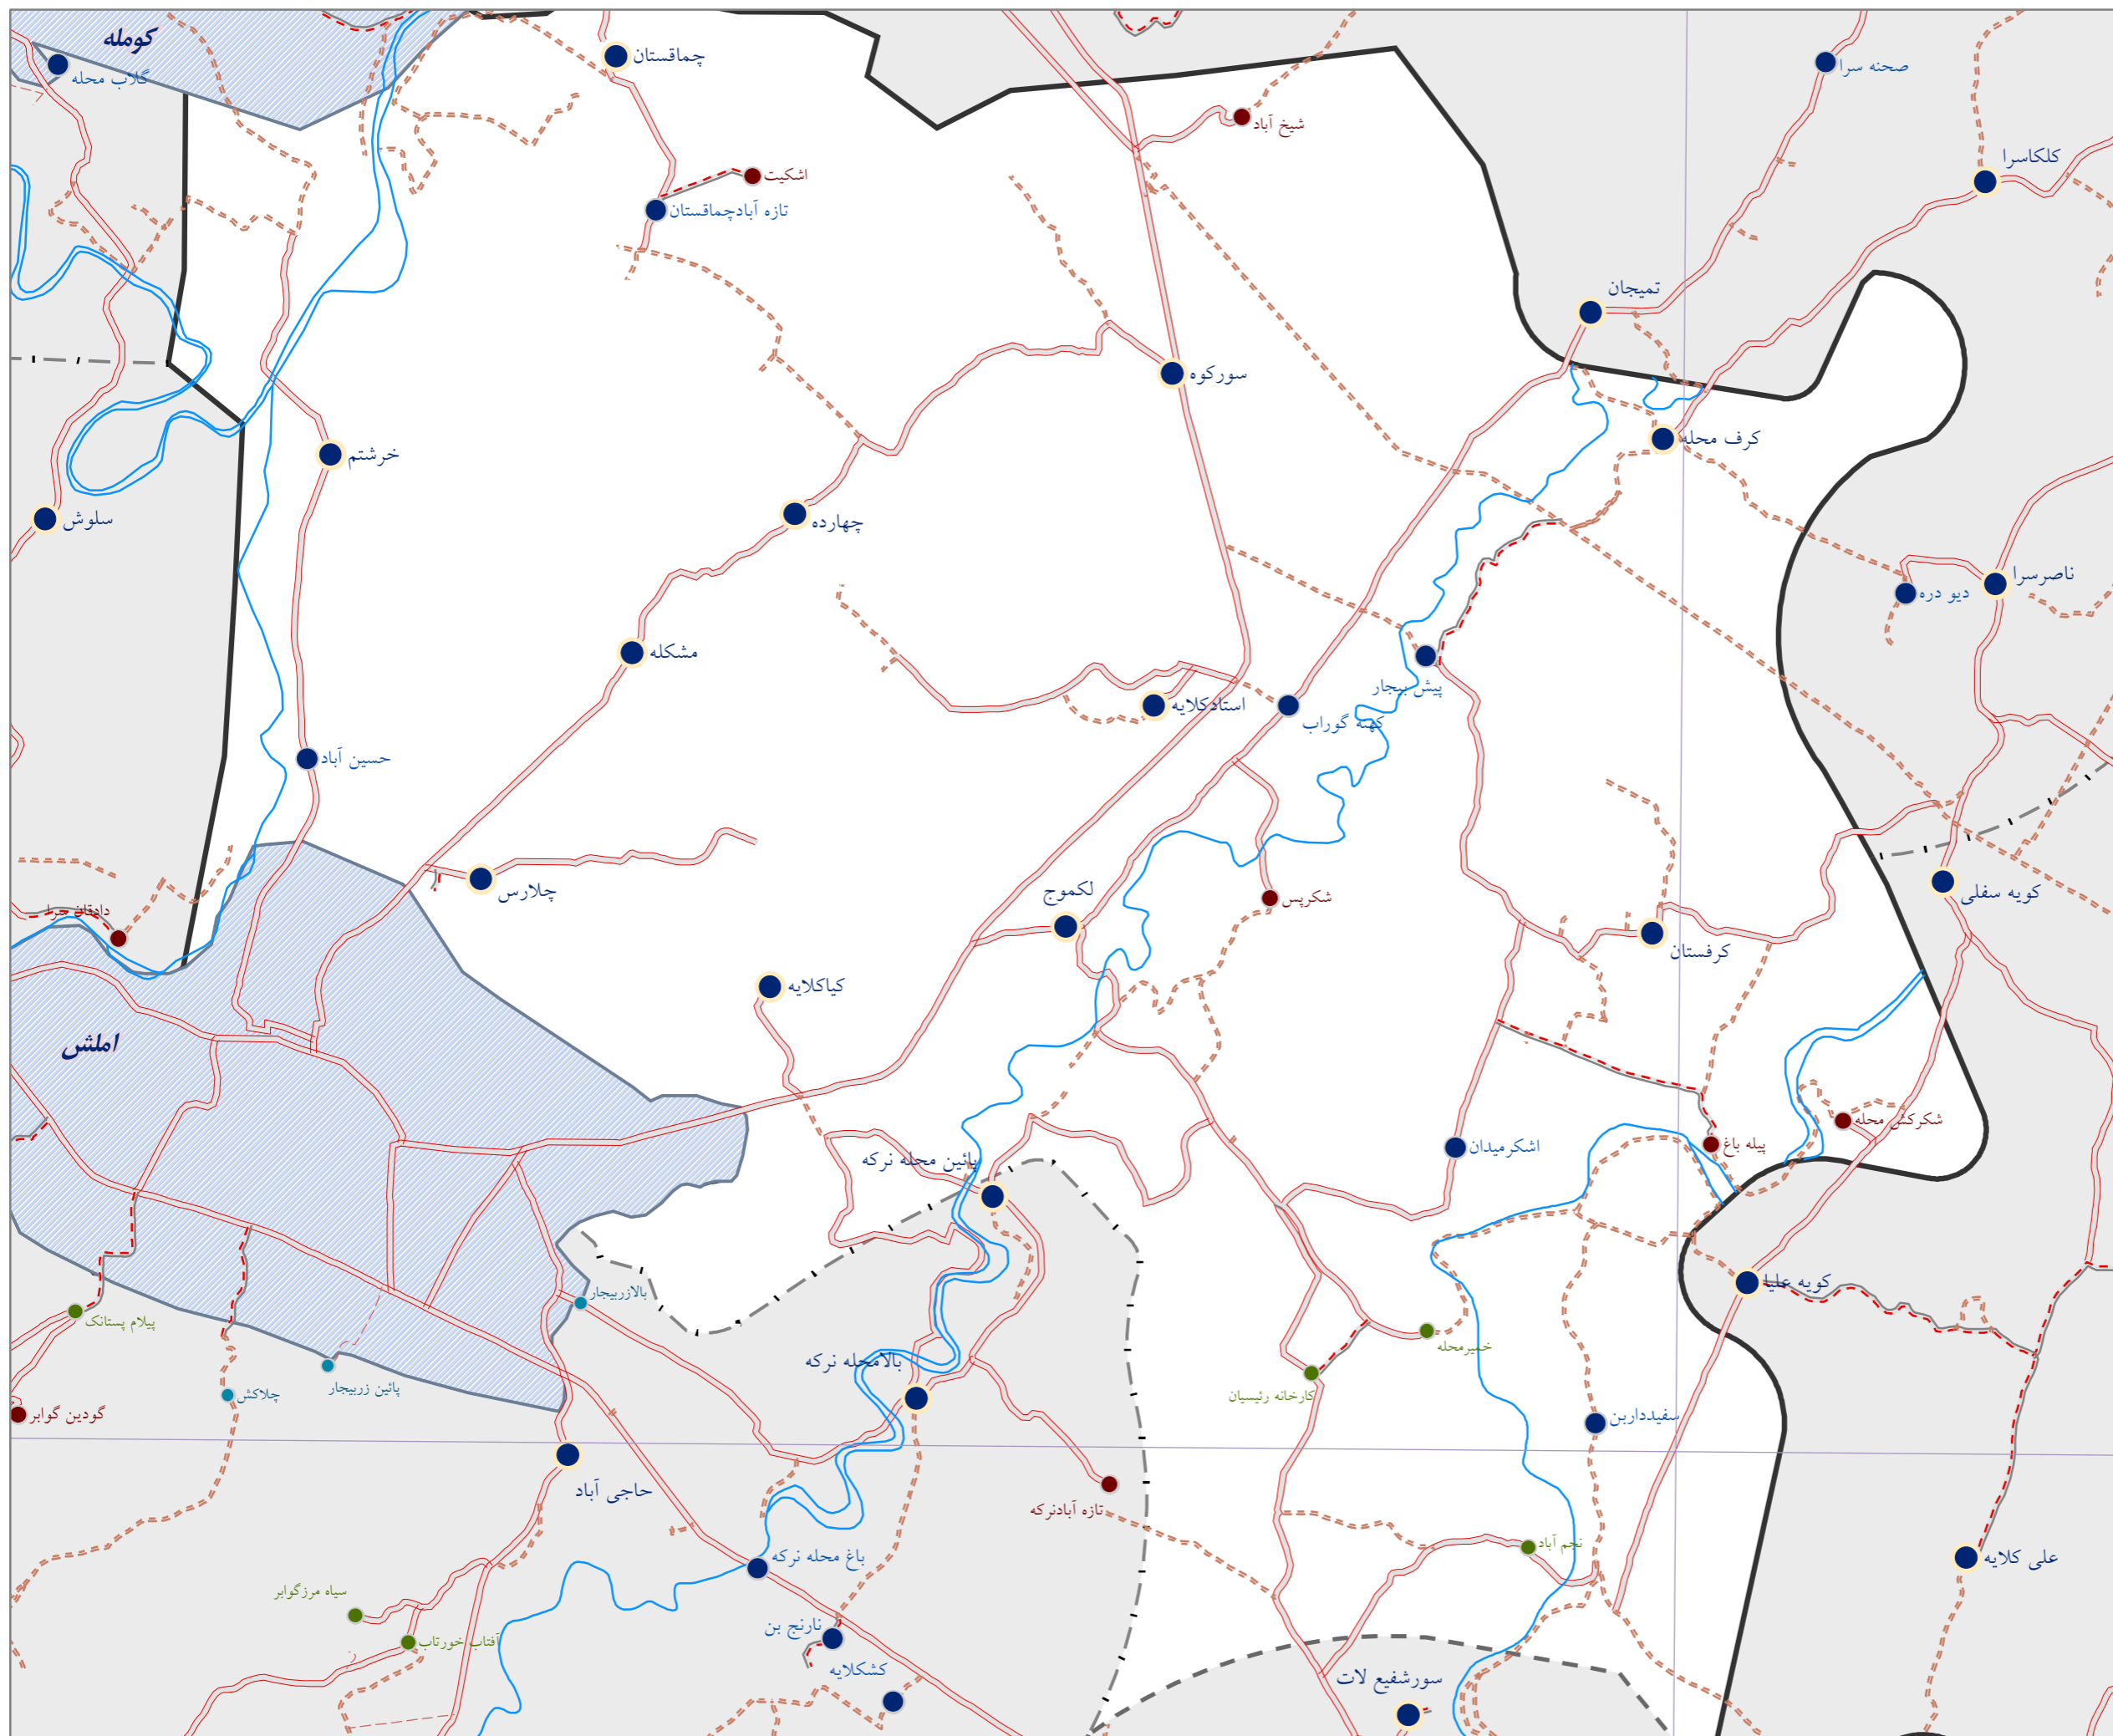 کومله
گلاب محله
چماقستان
صحنه سرا
شیخ آباد
کلکاسرا
اشکیت
تازه آبادچماقستان
تمیجان
سورکوه
کرف محله
خرشتم
سلوش
چهارده
ناصرسرا
دیو دره
مشکله
پیش بیجار
استادکلایه
کهنه گوراب
حسین آباد
چلارس
لکموج
شکرپس
کویه سفلی
دادقان سرا
کرفستان
کیاکلایه
املش
شکرکش محله
پیله باغ
اشکرمیدان
پائین محله نرکه
کویه علیا
بالازربیجار
پیلام پستانک
خمیرمحله
بالامحله نرکه
پائین زربیجار
چلاکش
کارخانه رئیسیان
گودین گوابر
سفیدداربن
حاجی آباد
تازه آبادنرکه
نجم آباد
باغ محله نرکه
علی کلایه
سیاه مرزگوابر
نارنج بن
آفتاب خورتاب
کشکلایه
سورشفیع لات